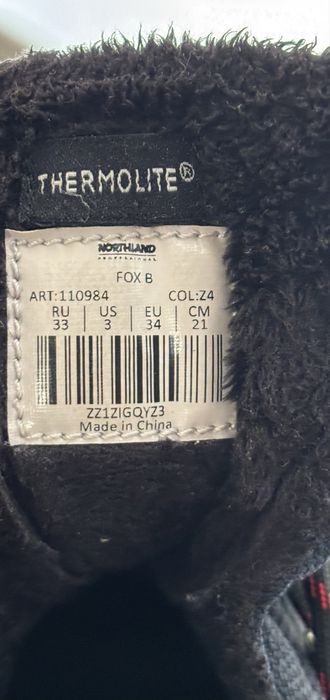 THERMOLITE®
NORTHLAND
PROFESSIONAL
FOX B
ART:110984 COL:Z4
RU US EU CM
33 3 34 21
ZZ1ZIGQYZ3
Made in China